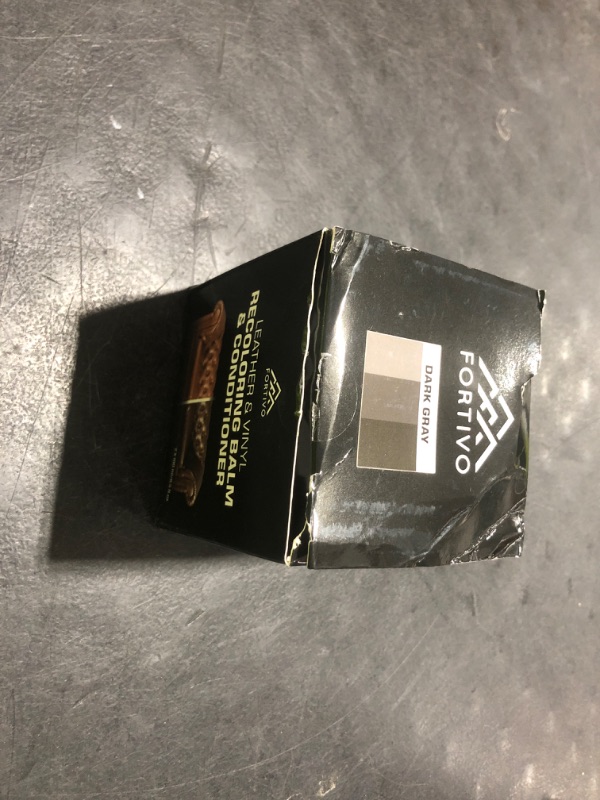 FORTIVO
DARK GRAY
FORTIVO
LEATHER & VINYL
RECOLORING BALM
& CONDITIONER